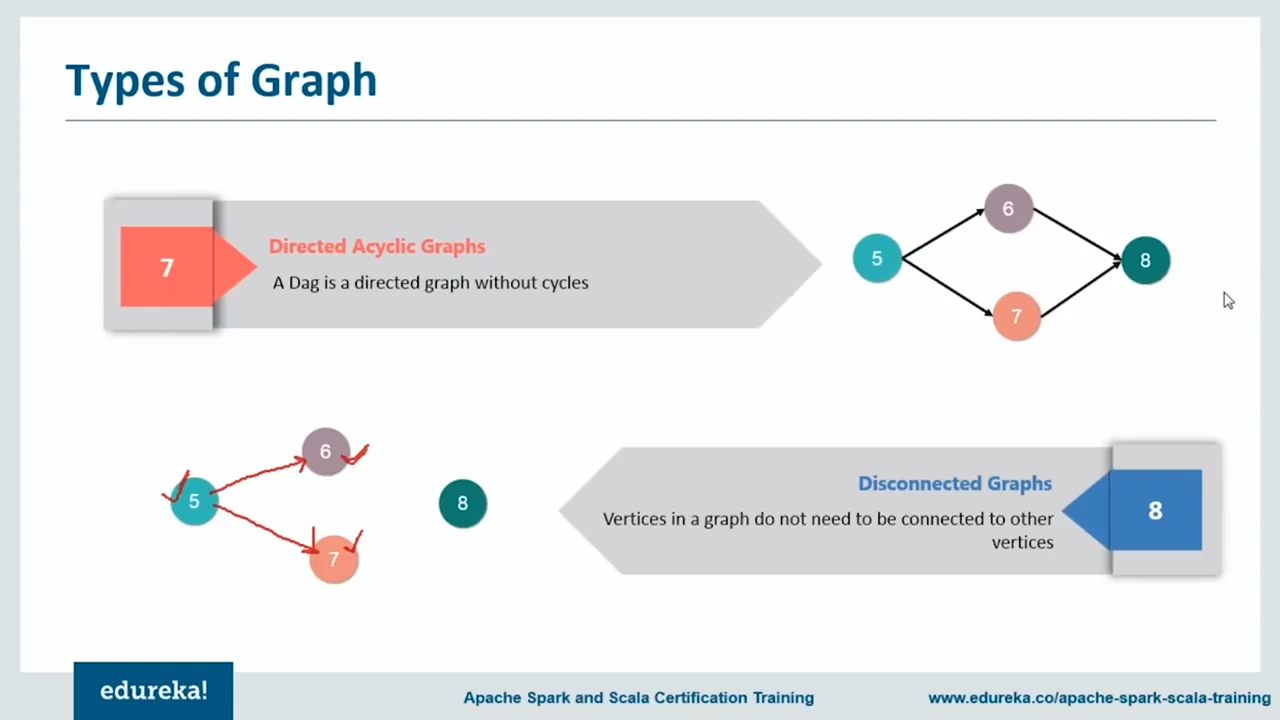 Types of Graph
7
Directed Acyclic Graphs
A Dag is a directed graph without cycles
5
6
7
8
5
6
7
8
Disconnected Graphs
Vertices in a graph do not need to be connected to other
vertices
8
edureka!
Apache Spark and Scala Certification Training
www.edureka.co/apache-spark-scala-training